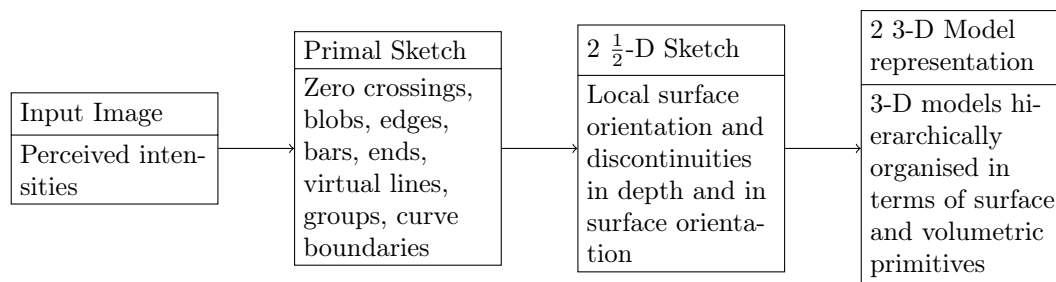 Input Image
Perceived inten-
sities
Primal Sketch
Zero crossings,
blobs, edges,
bars, ends,
virtual lines,
groups, curve
boundaries
2 ½-D Sketch
Local surface
orientation and
discontinuities
in depth and in
surface orienta-
tion
2 3-D Model
representation
3-D models hi-
erarchically
organised in
terms of surface
and volumetric
primitives